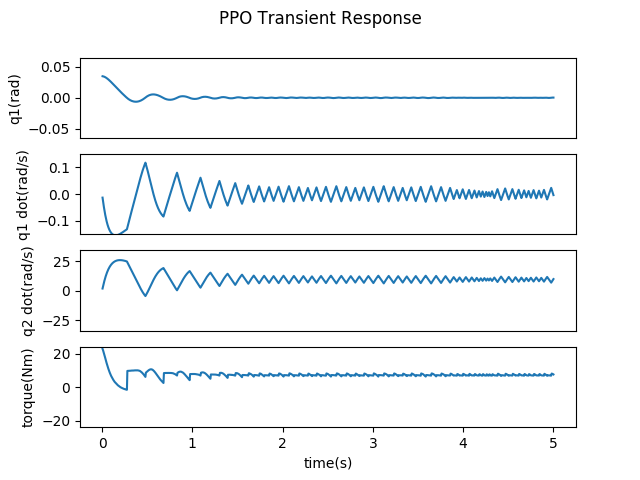 PPO Transient Response
0.05
0.00
−0.05
q1(rad)
0.1
0.0
−0.1
q1 dot(rad/s)
25
0
−25
q2 dot(rad/s)
20
0
−20
torque(Nm)
0 1 2 3 4 5
time(s)